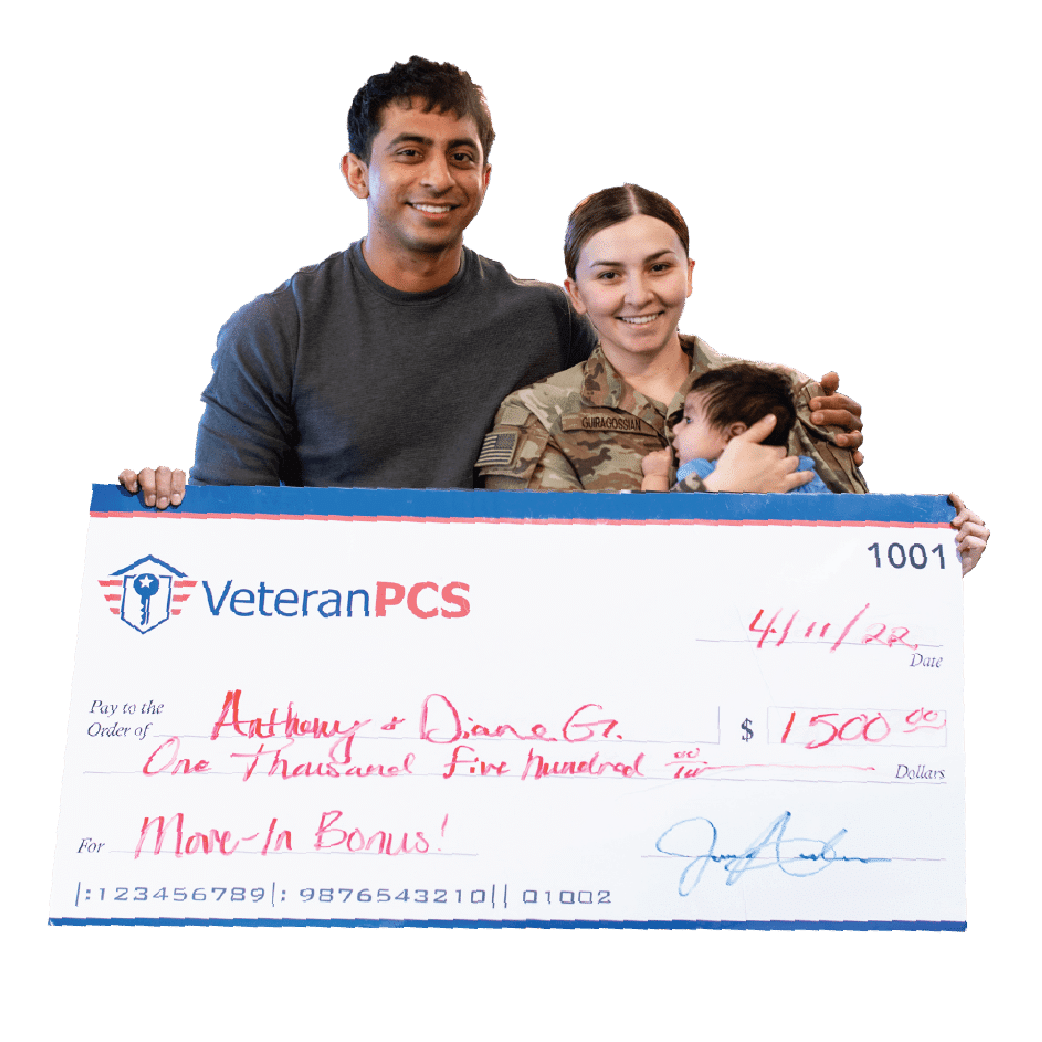 GUIRAGOSSIAN
1001
VeteranPCS
4/11/22
Date
Pay to the
Order of Anthony & Diane G. $ 1500 00
One Thousand five hundred 00 Dollars
For Move-In Bonus!
|:123456789|: 9876543210|| 01002